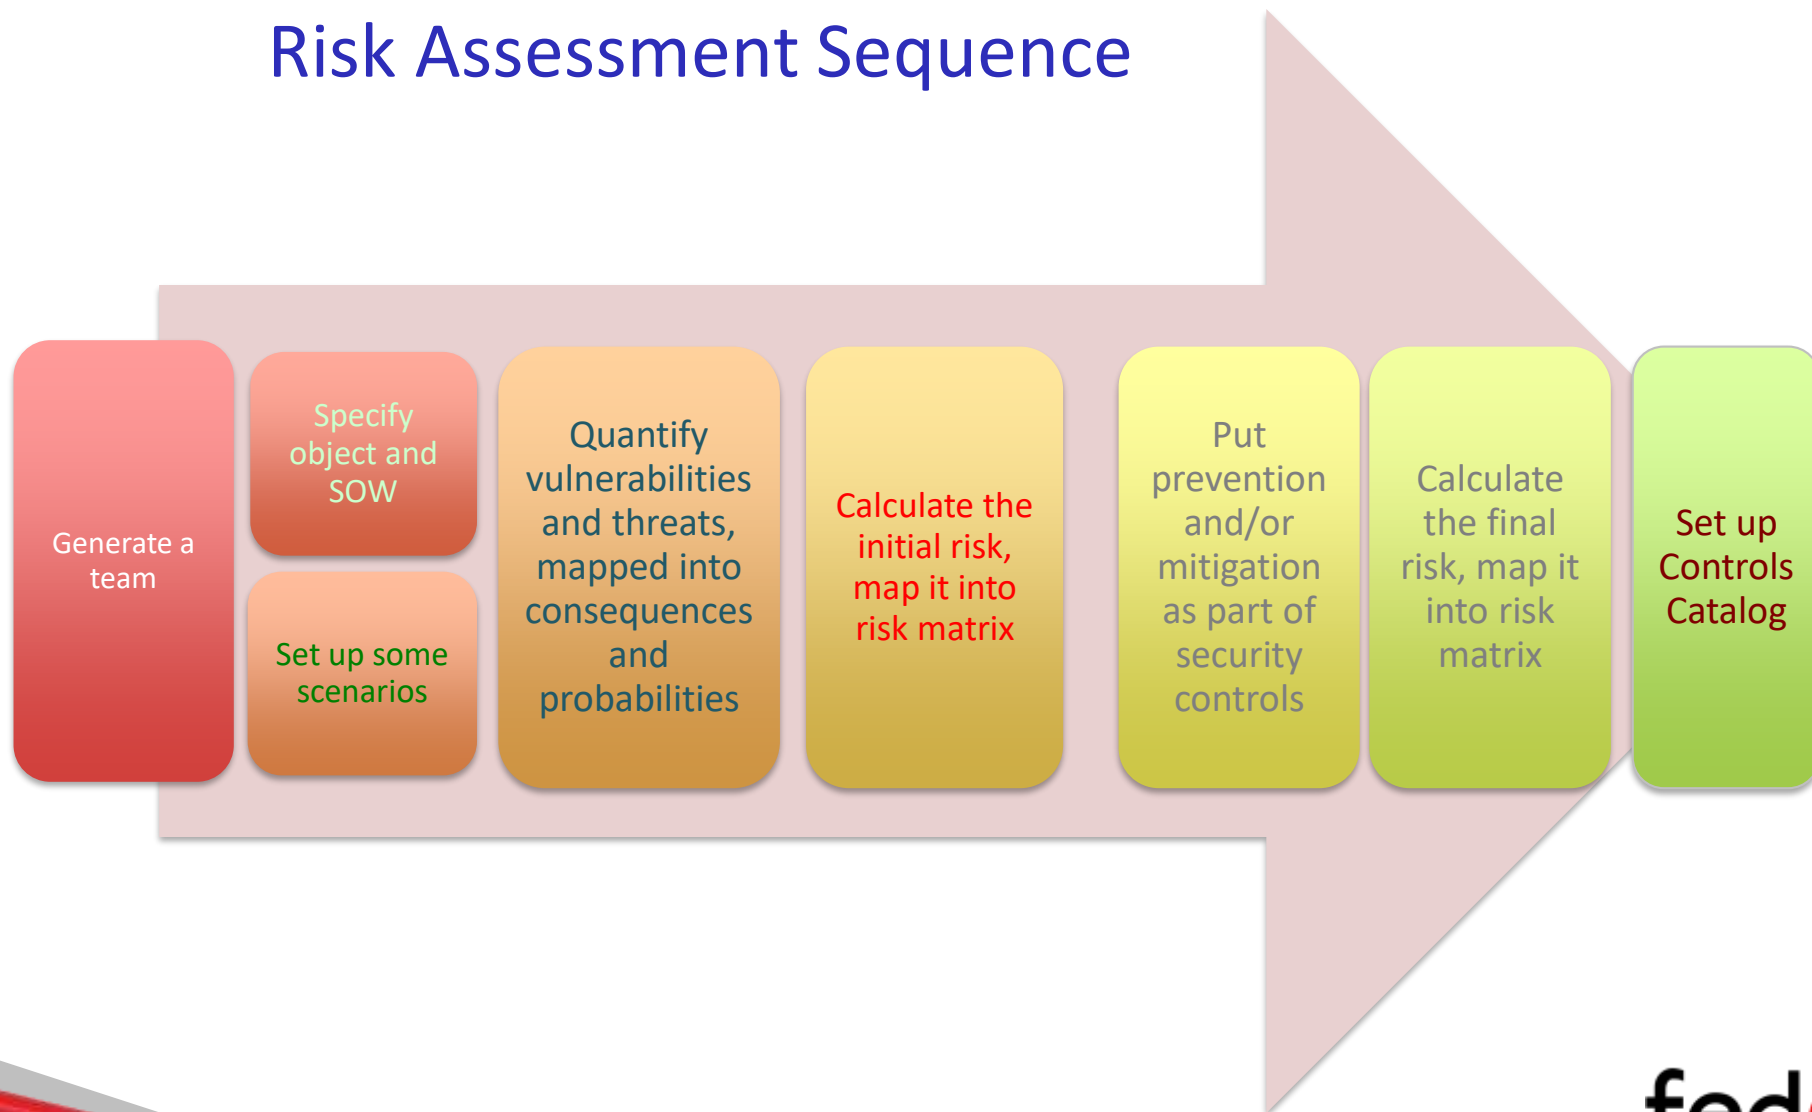 Risk Assessment Sequence
Generate a
team
Specify
object and
SOW
Set up some
scenarios
Quantify
vulnerabilities
and threats,
mapped into
consequences
and
probabilities
Calculate the
initial risk,
map it into
risk matrix
Put
prevention
and/or
mitigation
as part of
security
controls
Calculate
the final
risk, map it
into risk
matrix
Set up
Controls
Catalog